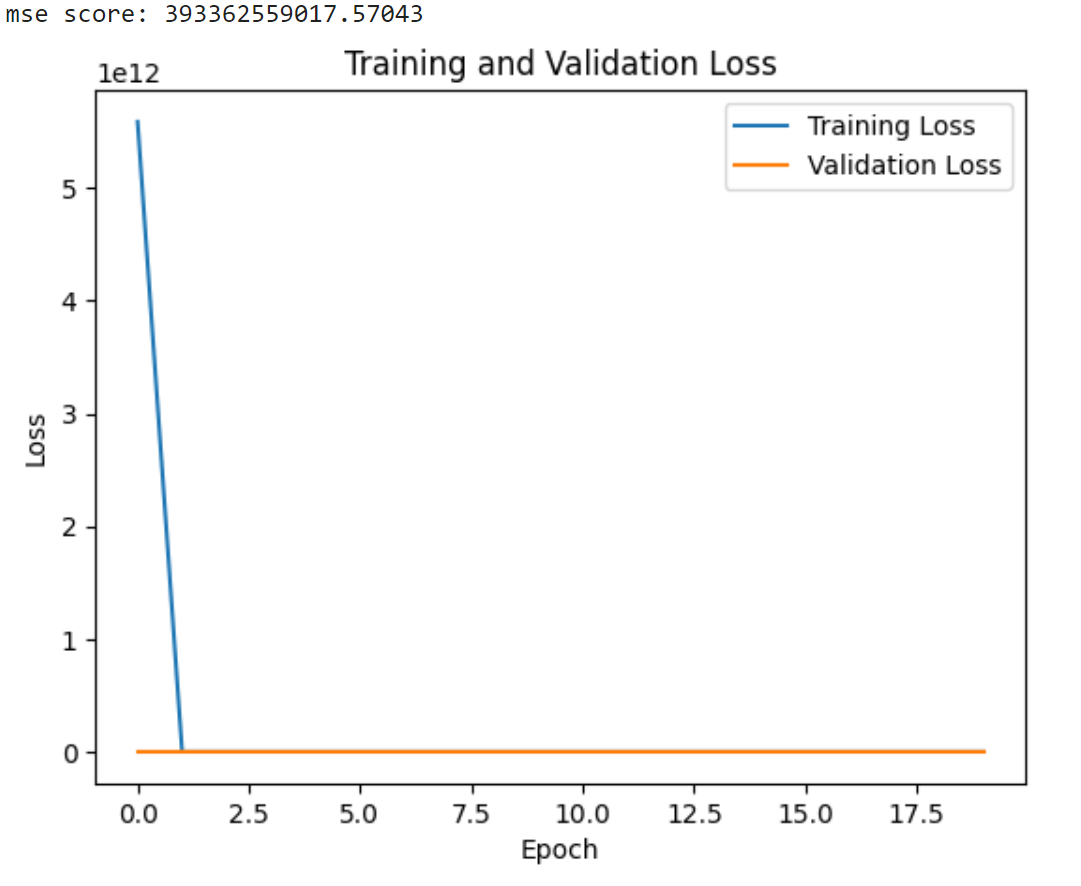 mse score: 393362559017.57043
Training and Validation Loss
1e12
Training Loss
Validation Loss
5
4
3
2
1
0
Loss
0.0 2.5 5.0 7.5 10.0 12.5 15.0 17.5
Epoch